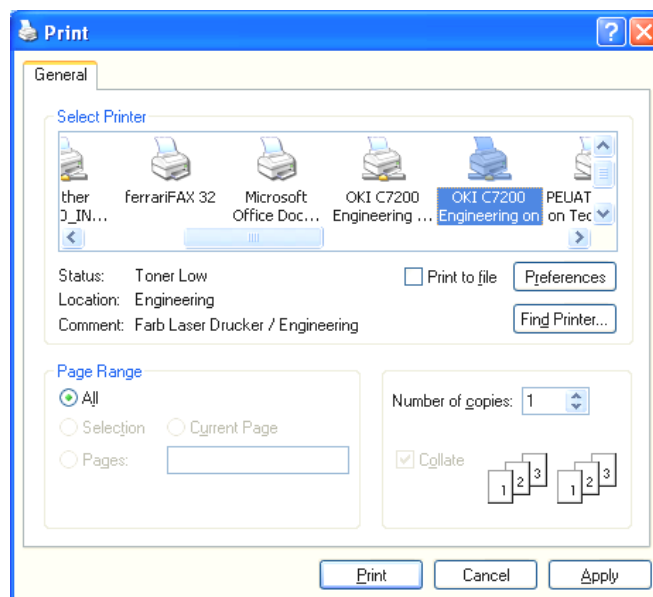 Print
General
Select Printer
ther
0_IN...
ferrariFAX 32
Microsoft
Office Doc...
OKI C7200
Engineering ...
OKI C7200
Engineering on
PEUAT
on Tec
Status: Toner Low
Location: Engineering
Comment: Farb Laser Drucker / Engineering
Print to file
Preferences
Find Printer...
Page Range
All
Selection Current Page
Pages:
Number of copies: 1
Collate
1 2 3 1 2 3
Print Cancel Apply